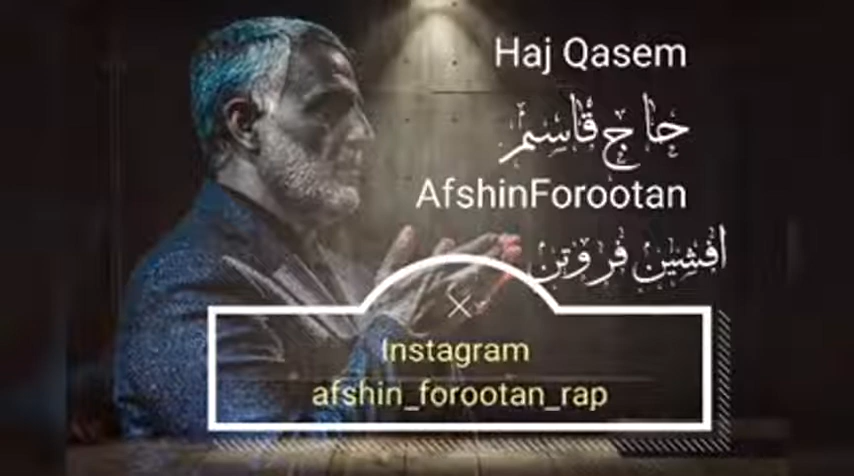 Haj Qasem
حاج قاسم
AfshinForootan
افشین فروتن
Instagram
afshin_forootan_rap